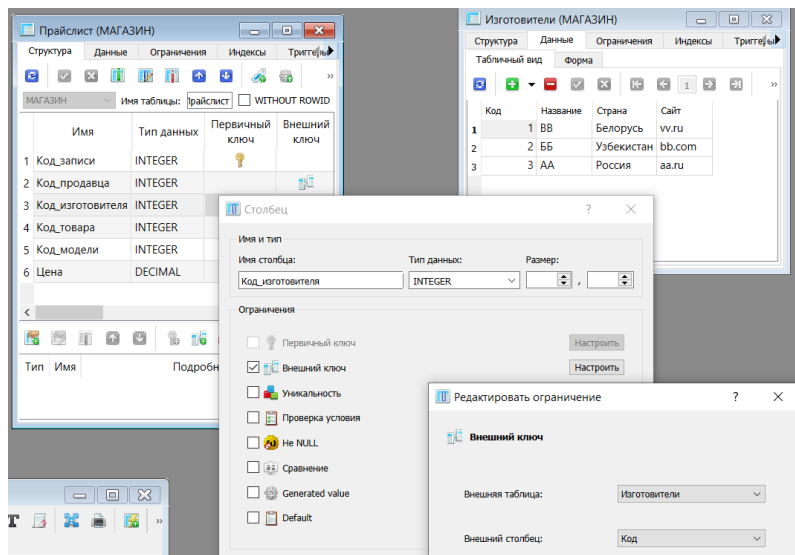 Прайслист (МАГАЗИН)
Структура Данные Ограничения Индексы Триггеры
МАГАЗИН Имя таблицы: Прайслист WITHOUT ROWID
Имя Тип данных Первичный ключ Внешний ключ
1 Код_записи INTEGER
2 Код_продавца INTEGER
3 Код_изготовителя INTEGER
4 Код_товара INTEGER
5 Код_модели INTEGER
6 Цена DECIMAL
Тип Имя Подробн
Изготовители (МАГАЗИН)
Структура Данные Ограничения Индексы Триггеры
Табличный вид Форма
1
Код Название Страна Сайт
1 1 ВВ Белорусь vv.ru
2 2 ББ Узбекистан bb.com
3 3 АА Россия aa.ru
Столбец ?
Имя и тип
Имя столбца: Тип данных: Размер:
Код_изготовителя INTEGER ,
Ограничения
Первичный ключ Настроить
Внешний ключ Настроить
Уникальность
Проверка условия
Не NULL
Сравнение
Generated value
Default
Редактировать ограничение ?
Внешний ключ
Внешняя таблица: Изготовители
Внешний столбец: Код